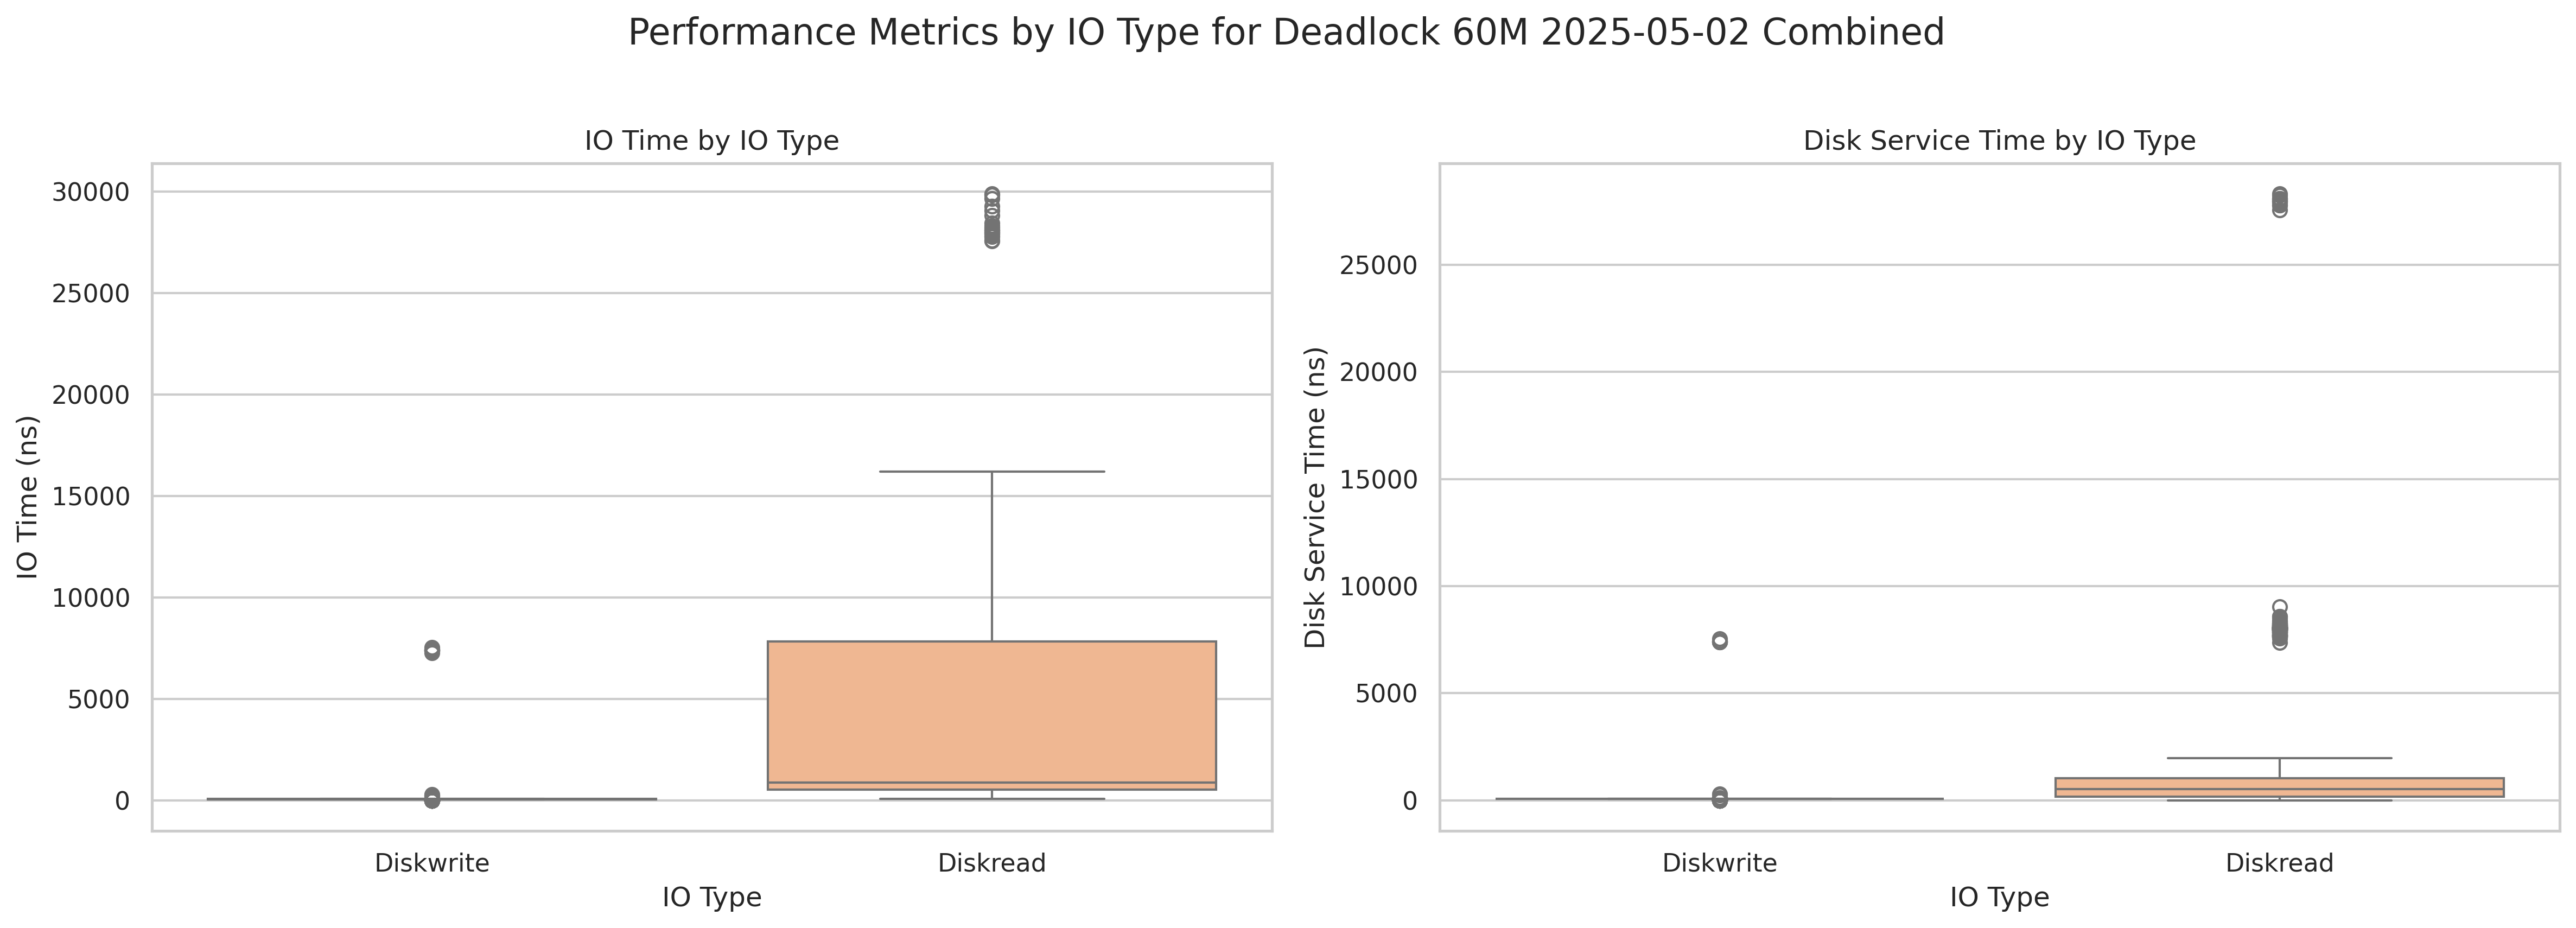 Performance Metrics by IO Type for Deadlock 60M 2025-05-02 Combined
IO Time by IO Type
30000
25000
20000
15000
10000
5000
0
IO Time (ns)
Diskwrite
Diskread
IO Type
Disk Service Time by IO Type
25000
20000
15000
10000
5000
0
Disk Service Time (ns)
Diskwrite
Diskread
IO Type